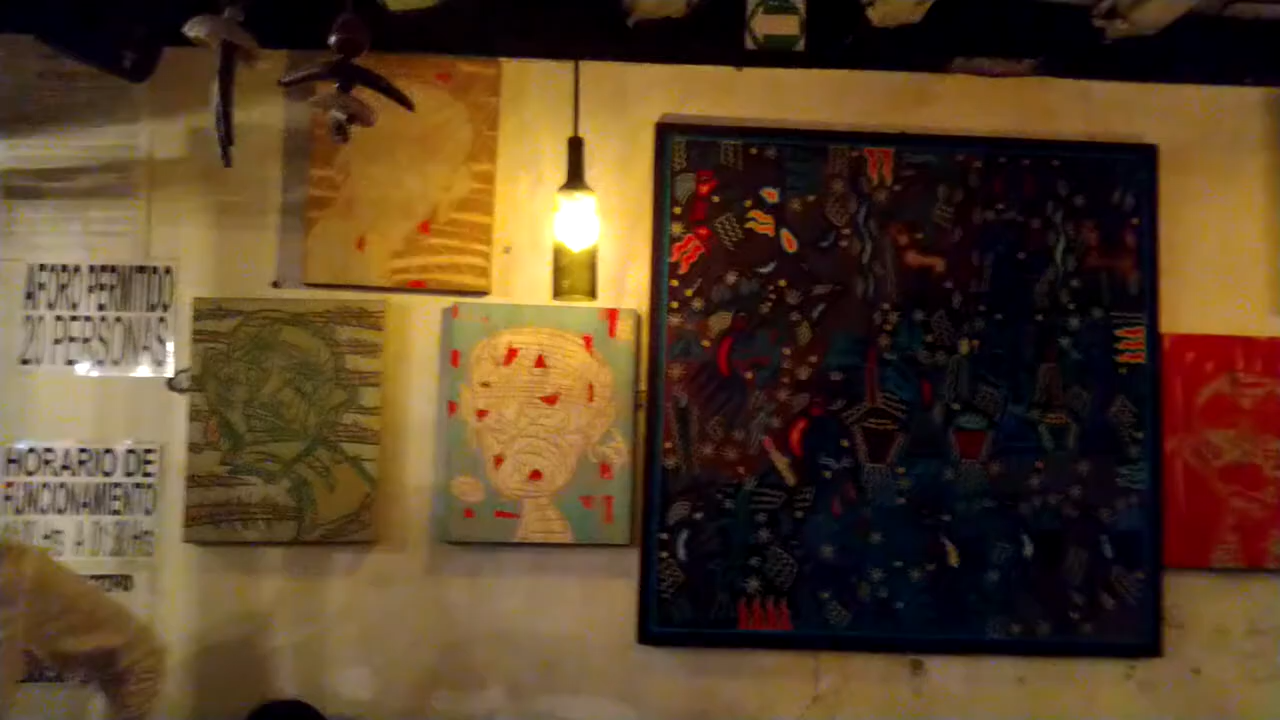 AFORO PERMITIDO
20 PERSONAS
HORARIO DE
FUNCIONAMIENTO